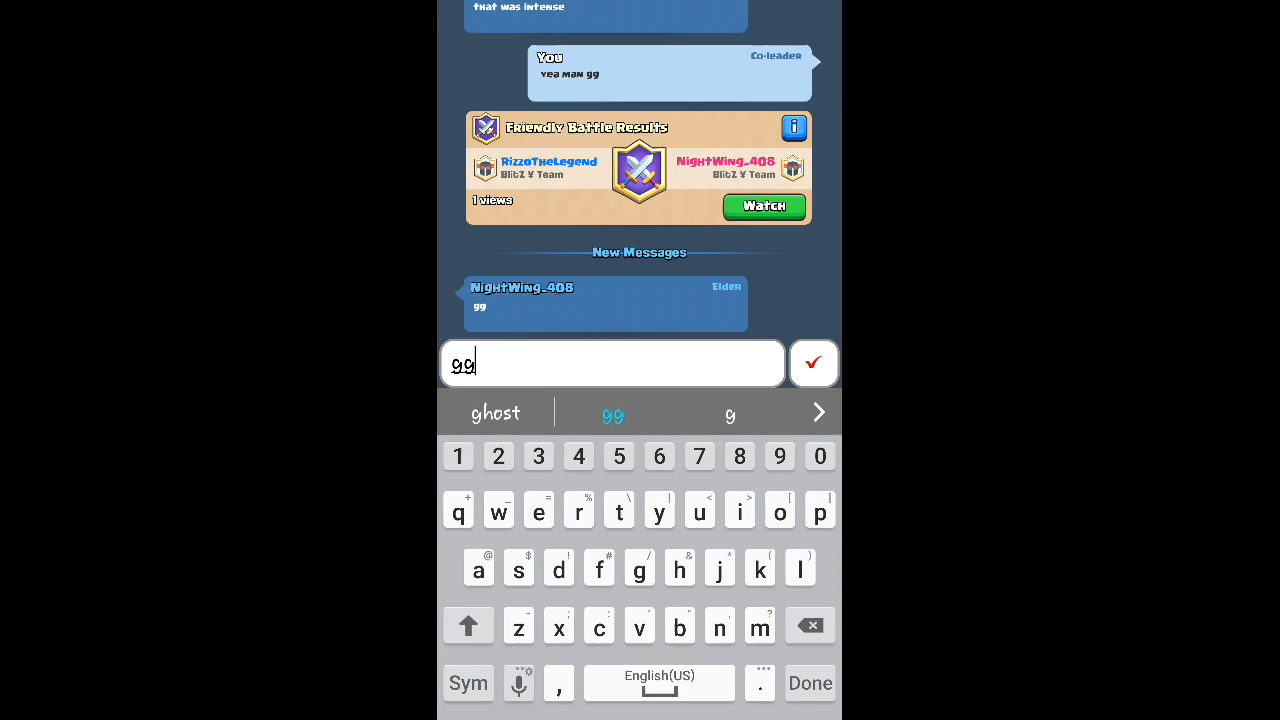 that was intense
You Co-leader
Yea man gg
Friendly Battle Results i
RizzoTheLegend NightWing_408
BlitZ ¥ Team BlitZ ¥ Team
1 views
Watch
New Messages
NightWing_408 Elder
gg
gg
ghost gg g
1 2 3 4 5 6 7 8 9 0
+ _ = % \ | < > [ ]
q w e r t y u i o p
@ $ ! # / & * ( )
a s d f g h j k l
- ; : ' " , ?
z x c v b n m
Sym , English(US) . Done